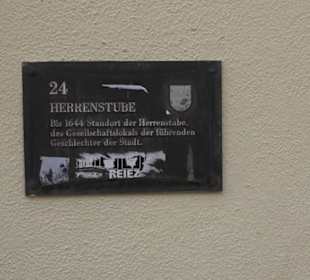 24
HERRENSTUBE
Bis 1644 Standort der Herrenstube,
des Gesellschaftslokals der führenden
Geschlechter der Stadt.
REIEZ